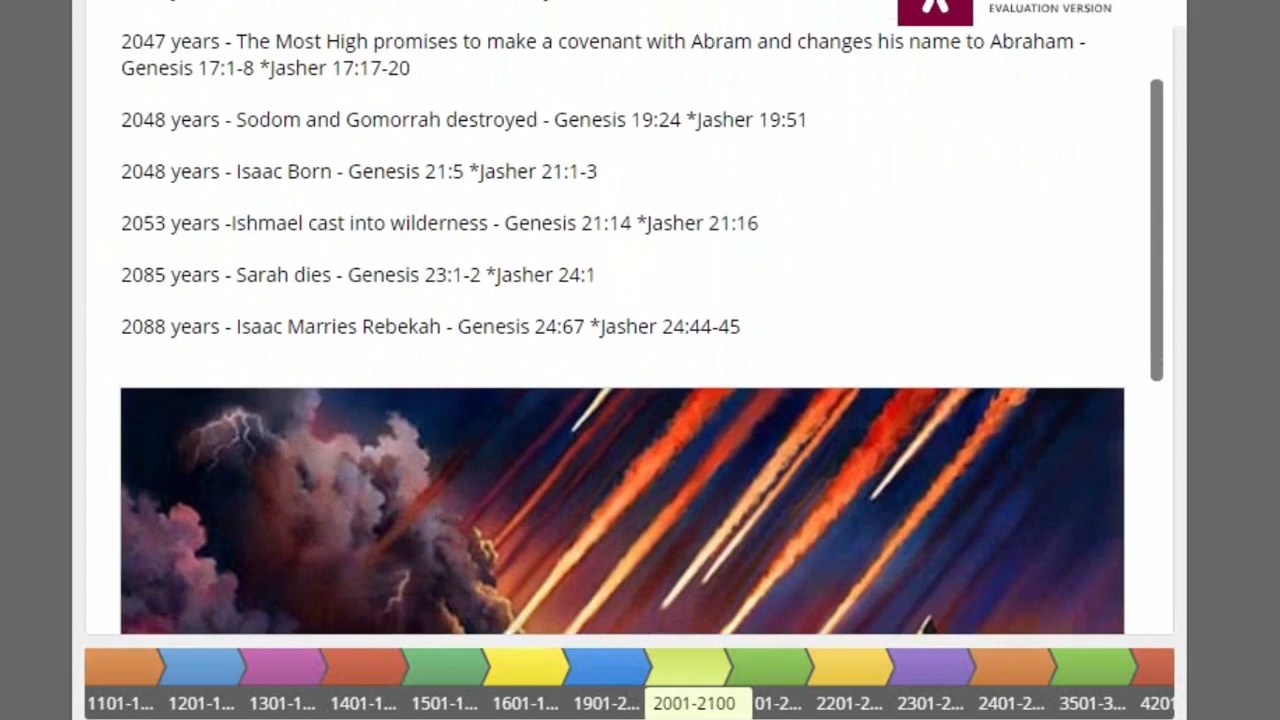 EVALUATION VERSION
2047 years - The Most High promises to make a covenant with Abram and changes his name to Abraham -
Genesis 17:1-8 *Jasher 17:17-20
2048 years - Sodom and Gomorrah destroyed - Genesis 19:24 *Jasher 19:51
2048 years - Isaac Born - Genesis 21:5 *Jasher 21:1-3
2053 years -Ishmael cast into wilderness - Genesis 21:14 *Jasher 21:16
2085 years - Sarah dies - Genesis 23:1-2 *Jasher 24:1
2088 years - Isaac Marries Rebekah - Genesis 24:67 *Jasher 24:44-45
1101-1... 1201-1... 1301-1... 1401-1... 1501-1... 1601-1... 1901-2... 2001-2100 01-2... 2201-2... 2301-2... 2401-2... 3501-3... 4201